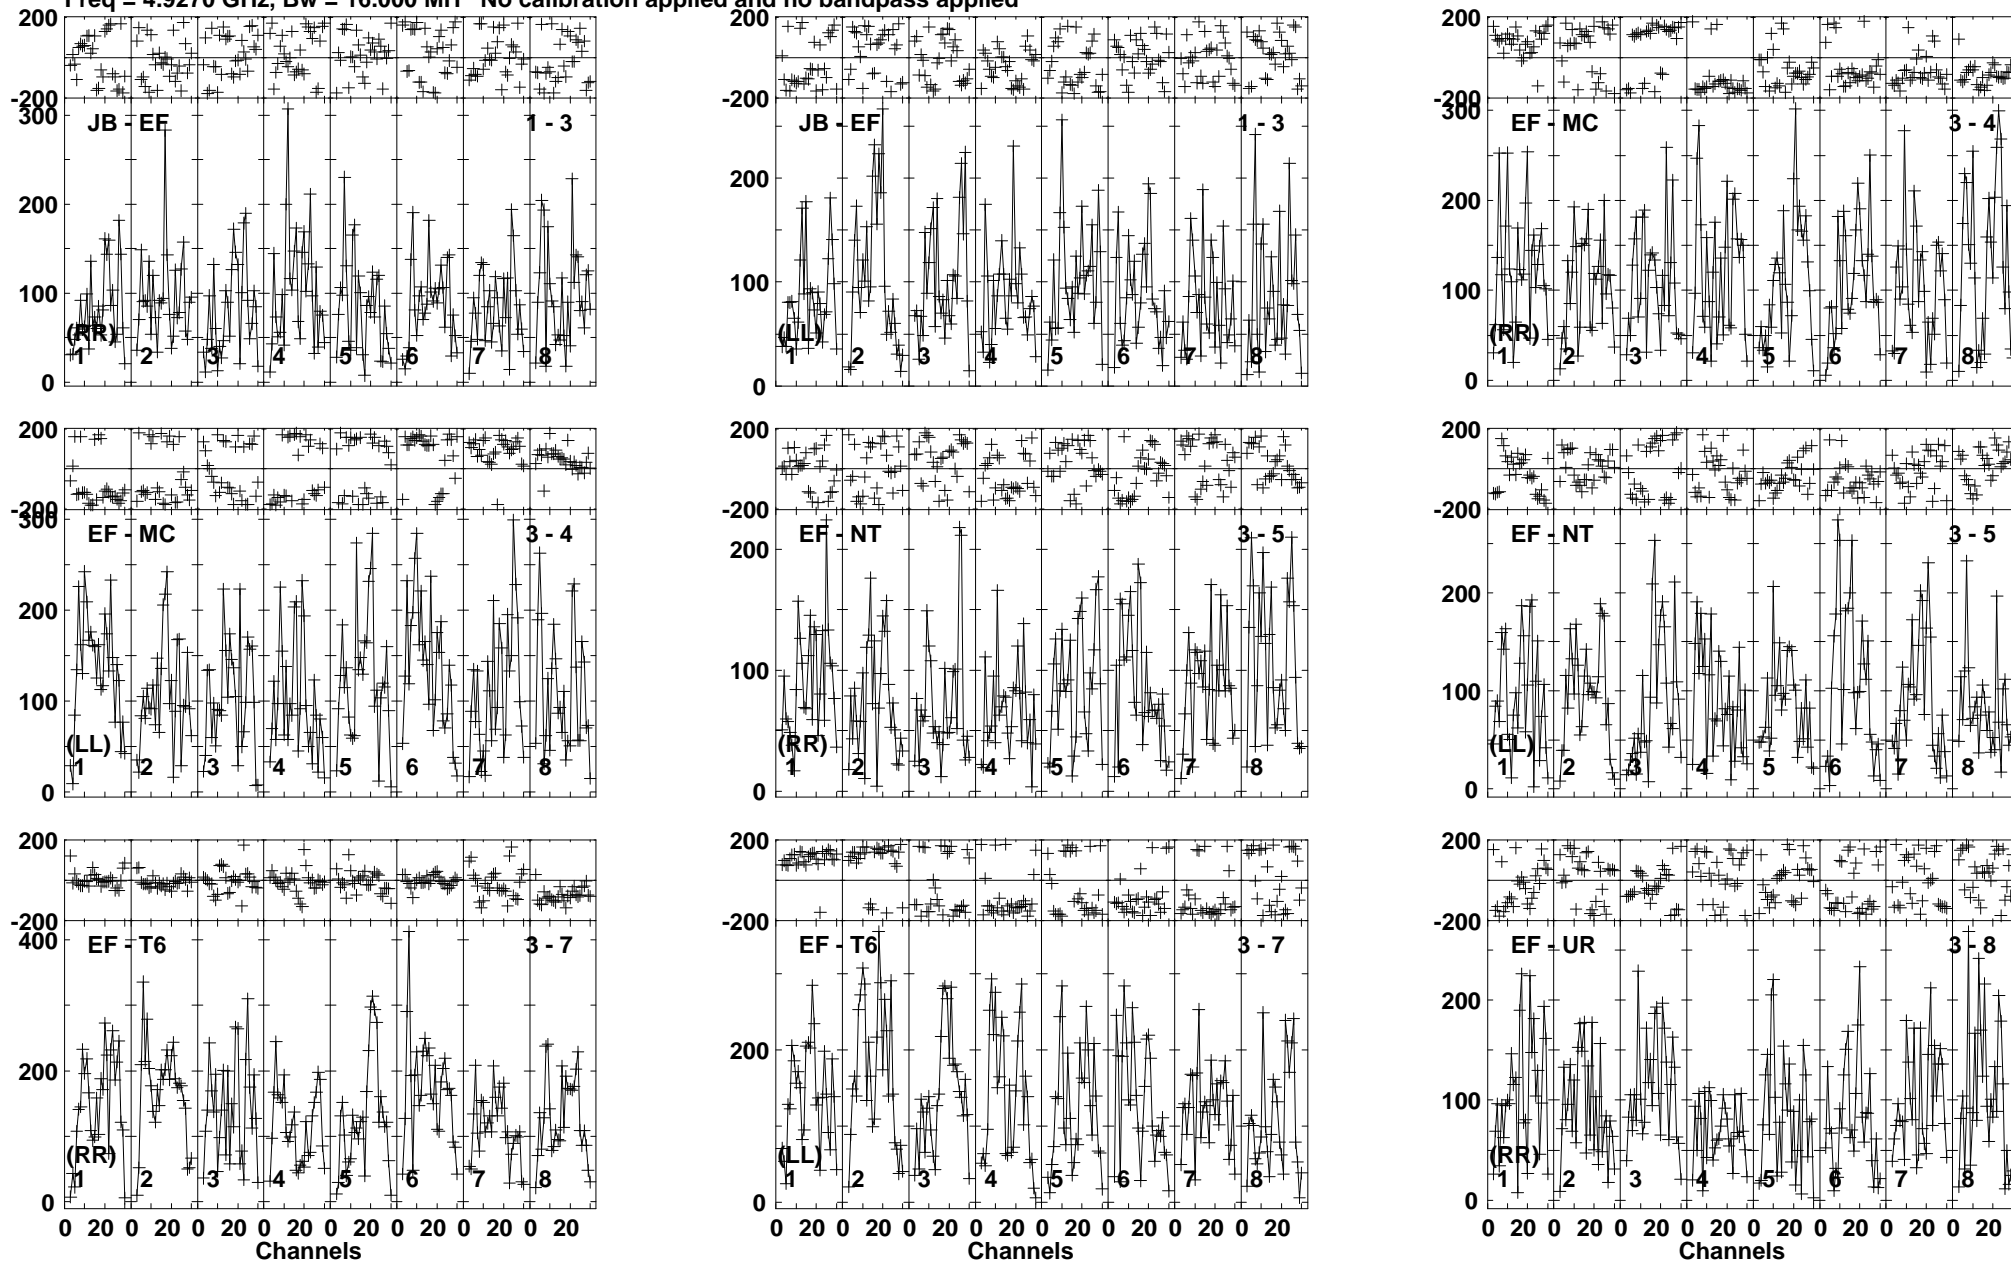 Freq = 4.9270 GHz, Bw = 16.000 MH No calibration applied and no bandpass applied
200 200 200
-200 -200 -200
300 300
JB - EF 1 - 3 JB - EF 1 - 3 EF - MC 3 - 4
200 200 200
100 100 100
(RR) (LL) (RR)
1 2 3 4 5 6 7 8 1 2 3 4 5 6 7 8 1 2 3 4 5 6 7 8
0 0 0
200 200 200
-200 -200 -200
300
EF - MC 3 - 4 EF - NT 3 - 5 EF - NT 3 - 5
200 200 200
100 100 100
(LL) (RR) (LL)
1 2 3 4 5 6 7 8 1 2 3 4 5 6 7 8 1 2 3 4 5 6 7 8
0 0 0
200 200 200
-200 -200 -200
400
EF - T6 3 - 7 EF - T6 3 - 7 EF - UR 3 - 8
200 200 200
100
(RR) (LL) (RR)
1 2 3 4 5 6 7 8 1 2 3 4 5 6 7 8 1 2 3 4 5 6 7 8
0 0 0
0 20 0 20 0 20 0 20 0 20 0 20 0 20 0 20 0 20 0 20 0 20 0 20 0 20 0 20 0 20 0 20 0 20 0 20 0 20 0 20 0 20 0 20 0 20 0 20
Channels Channels Channels